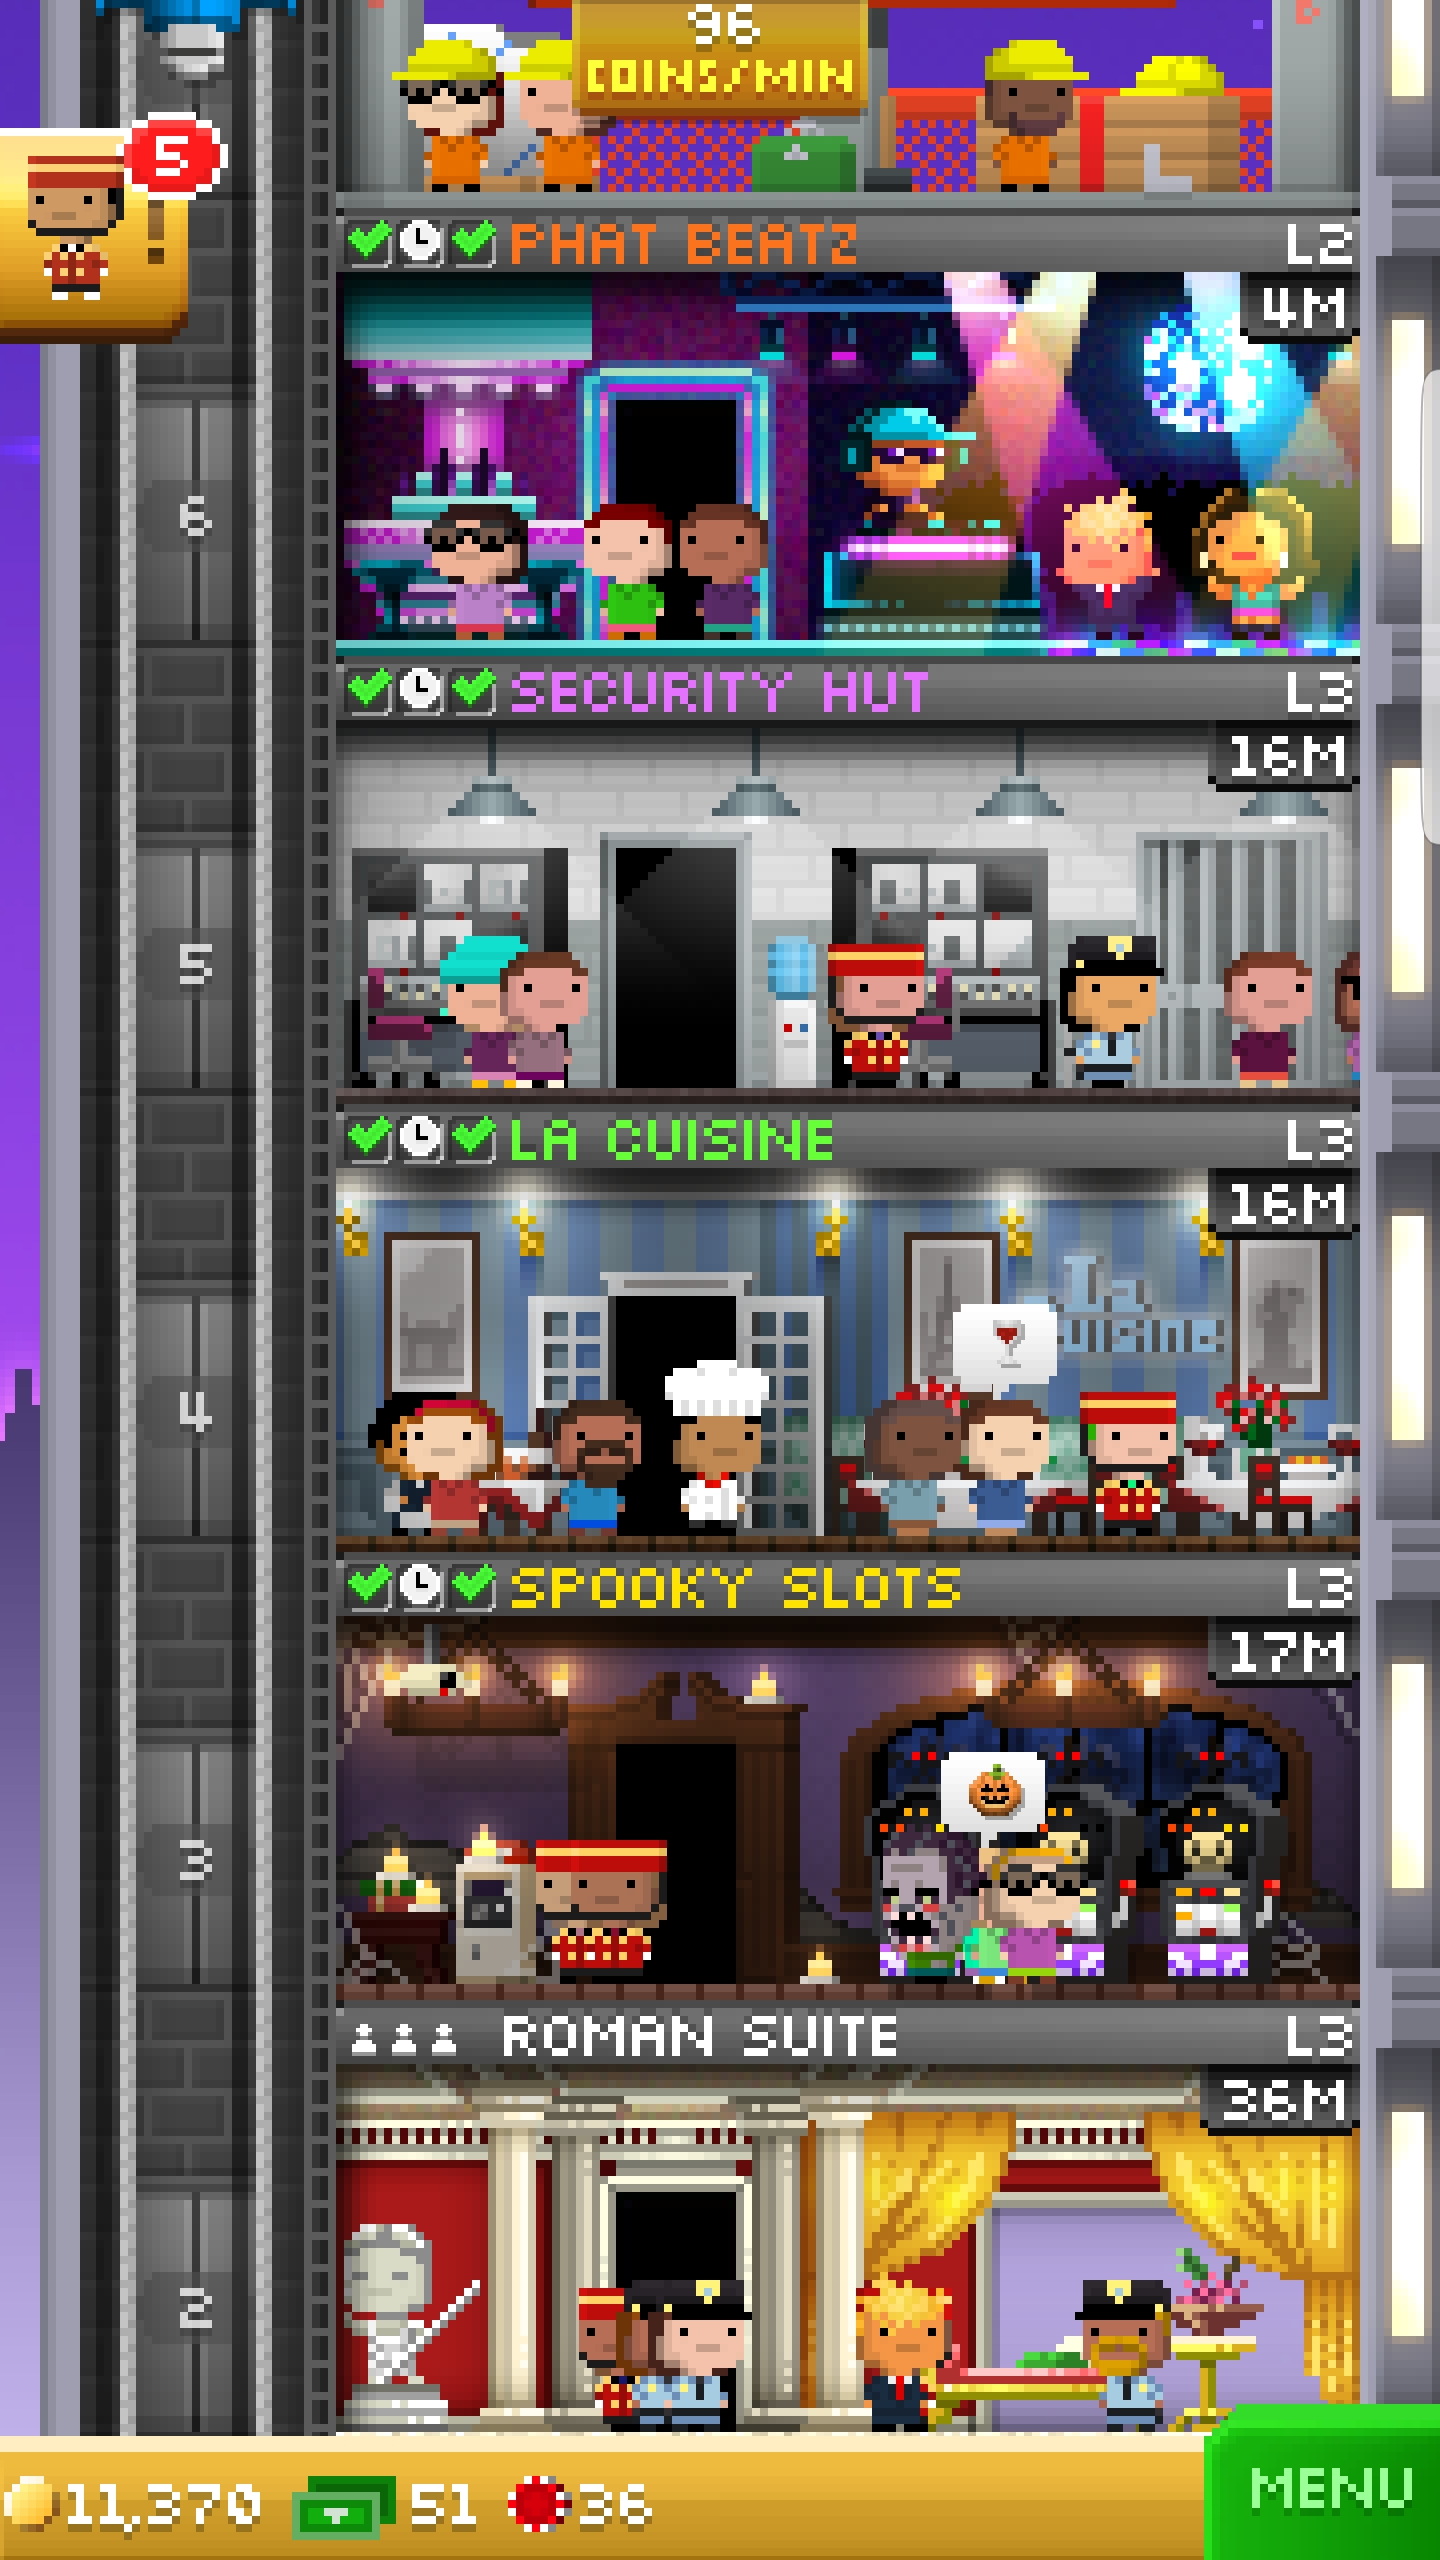 96
COINS/MIN
5
!
PHAT BEATZ L2
4M
6
SECURITY HUT L3
16M
5
LA CUISINE L3
16M
La
Cuisine
4
SPOOKY SLOTS L3
17M
3
ROMAN SUITE L3
36M
2
11,370 51 36
MENU